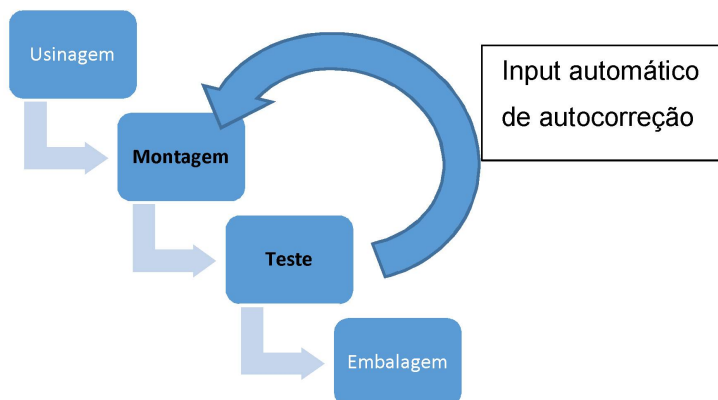 Usinagem
Input automático
de autocorreção
Montagem
Teste
Embalagem